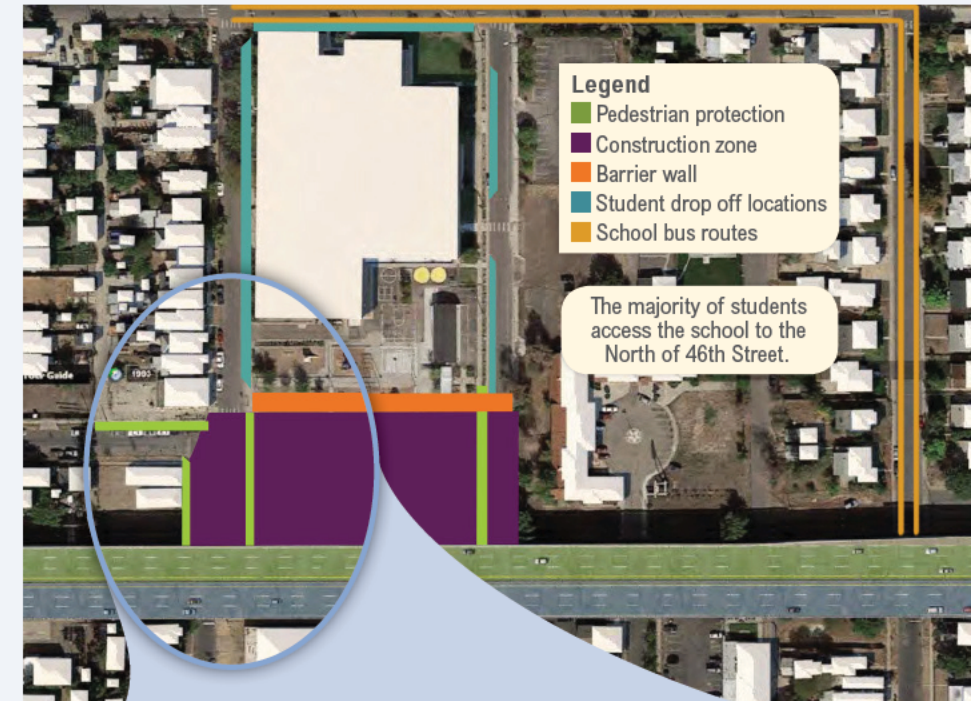 Legend
Pedestrian protection
Construction zone
Barrier wall
Student drop off locations
School bus routes
The majority of students
access the school to the
North of 46th Street.
Guide